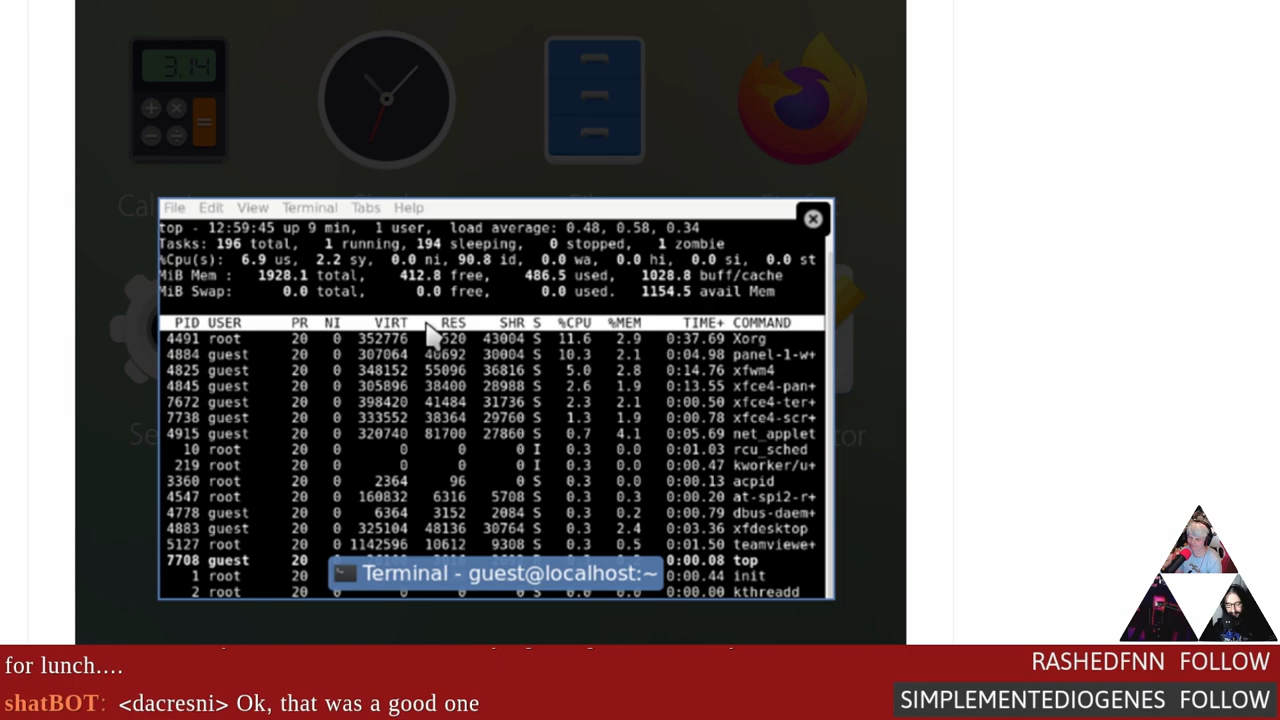 3.14
File Edit View Terminal Tabs Help
top - 12:59:45 up 9 min, 1 user, load average: 0.48, 0.58, 0.34
Tasks: 196 total, 1 running, 194 sleeping, 0 stopped, 1 zombie
%Cpu(s): 6.9 us, 2.2 sy, 0.0 ni, 90.8 id, 0.0 wa, 0.0 hi, 0.0 si, 0.0 st
MiB Mem : 1928.1 total, 412.8 free, 486.5 used, 1028.8 buff/cache
MiB Swap: 0.0 total, 0.0 free, 0.0 used. 1154.5 avail Mem
PID USER PR NI VIRT RES SHR S %CPU %MEM TIME+ COMMAND
4491 root 20 0 352776 43004 S 11.6 2.9 0:37.69 Xorg
4884 guest 20 0 307064 40692 30004 S 10.3 2.1 0:04.98 panel-1-w+
4825 guest 20 0 348152 55096 36816 S 5.0 2.8 0:14.76 xfwm4
4845 guest 20 0 305896 38400 28988 S 2.6 1.9 0:13.55 xfce4-pan+
7672 guest 20 0 398420 41484 31736 S 2.3 2.1 0:00.50 xfce4-ter+
7738 guest 20 0 333552 38364 29760 S 1.3 1.9 0:00.78 xfce4-scr+
4915 guest 20 0 320740 81700 27860 S 0.7 4.1 0:05.69 net_applet
10 root 20 0 0 0 0 I 0.3 0.0 0:01.03 rcu_sched
219 root 20 0 0 0 0 I 0.3 0.0 0:00.47 kworker/u+
3360 root 20 0 2364 96 0 S 0.3 0.0 0:00.13 acpid
4547 root 20 0 160832 6316 5708 S 0.3 0.3 0:00.20 at-spi2-r+
4778 guest 20 0 6364 3152 2084 S 0.3 0.2 0:00.79 dbus-daem+
4883 guest 20 0 325104 48136 30764 S 0.3 2.4 0:03.36 xfdesktop
5127 root 20 0 1142596 10612 9308 S 0.3 0.5 0:01.50 teamviewe+
7708 guest 20 0:00.08 top
1 root 20 0:00.44 init
2 root 20 0 0 0 0 S 0:00.00 kthreadd
Terminal - guest@localhost:~
for lunch....
shatBOT: <dacresni> Ok, that was a good one
RASHEDFNN FOLLOW
SIMPLEMENTEDIOGENES FOLLOW